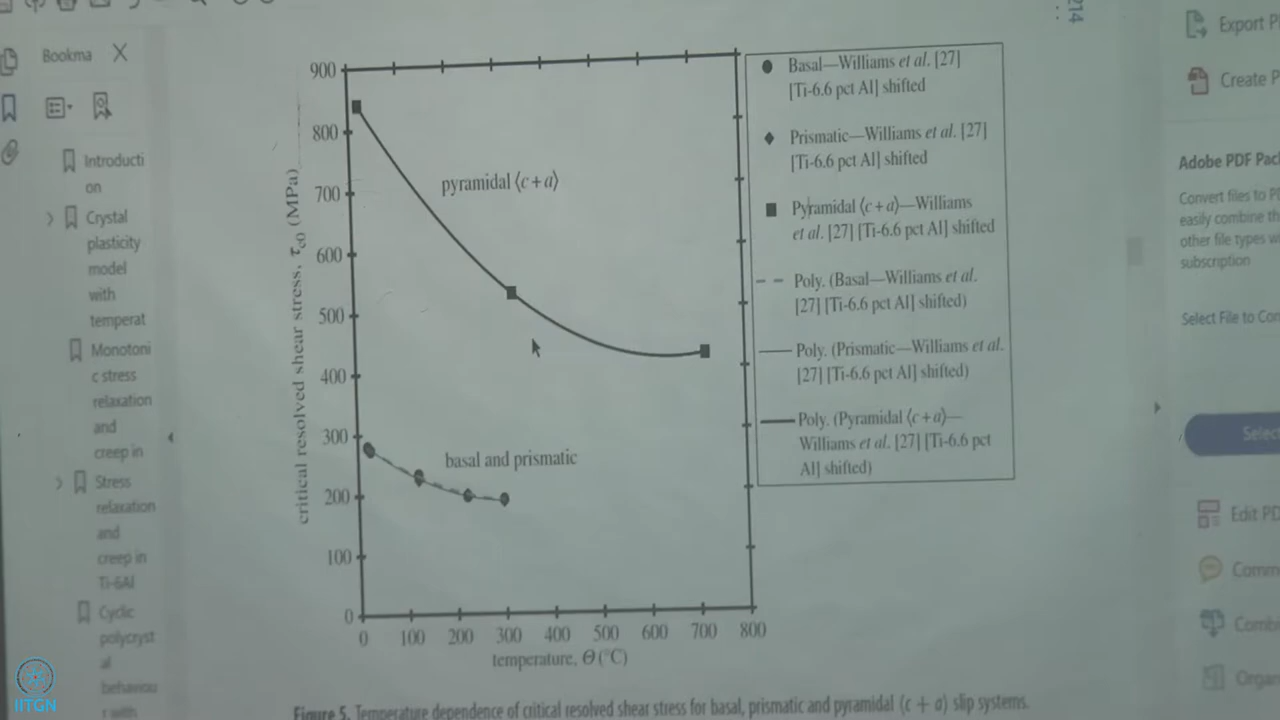 214
Bookma
Introducti
on
Crystal
plasticity
model
with
temperat
Monotoni
c stress
relaxation
and
creep in
Stress
relaxation
and
creep in
Ti-6Al
Cyclic
polycryst
al
behaviou
r with
IITGN
critical resolved shear stress, τc0 (MPa)
900
800
700
600
500
400
300
200
100
0
pyramidal ⟨c + a⟩
basal and prismatic
0 100 200 300 400 500 600 700 800
temperature, Θ (°C)
Basal—Williams et al. [27]
[Ti-6.6 pct Al] shifted
Prismatic—Williams et al. [27]
[Ti-6.6 pct Al] shifted
Pyramidal ⟨c + a⟩—Williams
et al. [27] [Ti-6.6 pct Al] shifted
Poly. (Basal—Williams et al.
[27] [Ti-6.6 pct Al] shifted)
Poly. (Prismatic—Williams et al.
[27] [Ti-6.6 pct Al] shifted)
Poly. (Pyramidal ⟨c + a⟩—
Williams et al. [27] [Ti-6.6 pct
Al] shifted)
Figure 5. Temperature dependence of critical resolved shear stress for basal, prismatic and pyramidal ⟨c + a⟩ slip systems.
Export P
Create P
Adobe PDF Pac
Convert files to P
easily combine th
other file types w
subscription
Select File to Con
Selec
Edit PD
Comm
Combi
Organ